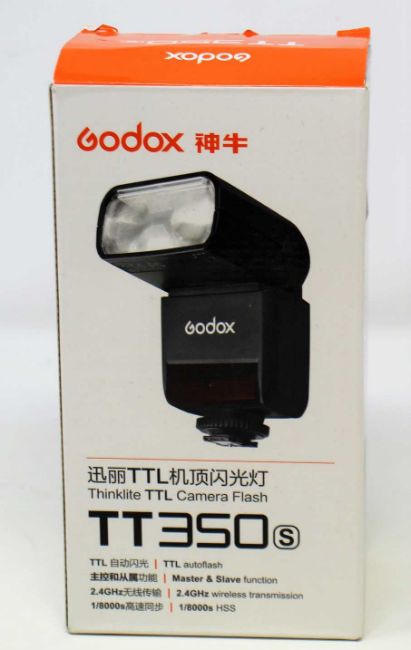 Godox
Godox 神牛
Godox
迅丽TTL机顶闪光灯
Thinklite TTL Camera Flash
TT350 S
TTL 自动闪光 | TTL autoflash
主控和从属功能 | Master & Slave function
2.4GHz无线传输 | 2.4GHz wireless transmission
1/8000s高速同步 | 1/8000s HSS